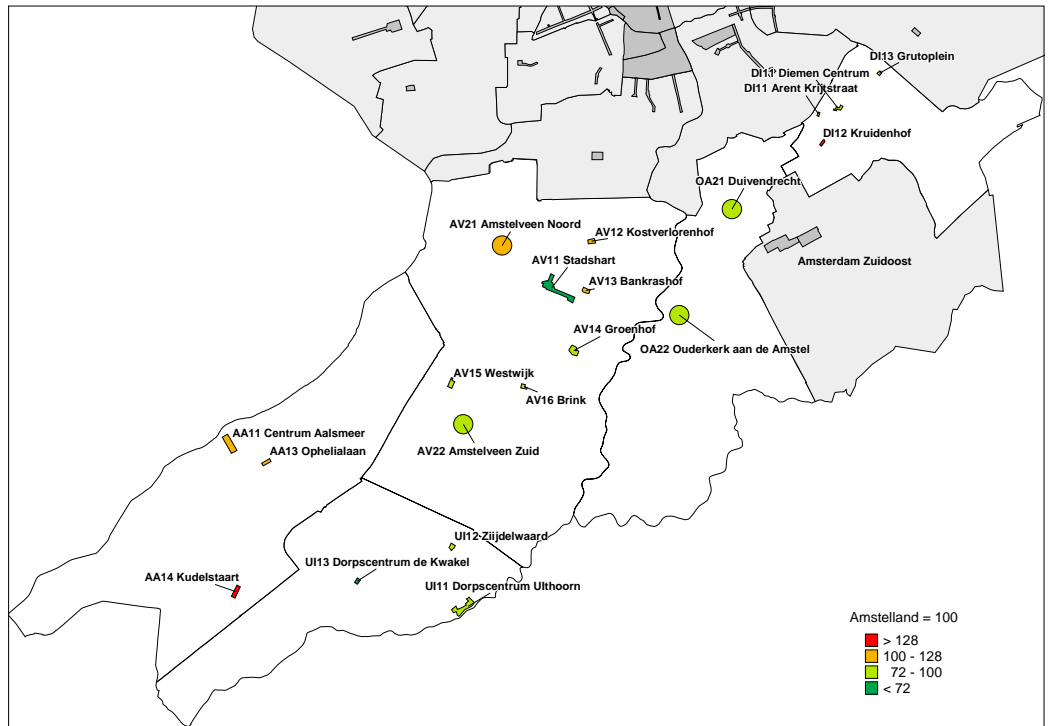 DI13 Grutoplein
DI11 Diemen Centrum
DI11 Arent Krijtstraat
DI12 Kruidenhof
OA21 Duivendrecht
AV21 Amstelveen Noord
AV12 Kostverlorenhof
AV11 Stadshart
Amsterdam Zuidoost
AV13 Bankrashof
AV14 Groenhof
OA22 Ouderkerk aan de Amstel
AV15 Westwijk
AV16 Brink
AA11 Centrum Aalsmeer
AA13 Ophelialaan
AV22 Amstelveen Zuid
UI12 Ziijdelwaard
UI13 Dorpscentrum de Kwakel
AA14 Kudelstaart
UI11 Dorpscentrum UIthoorn
Amstelland = 100
> 128
100 - 128
72 - 100
< 72